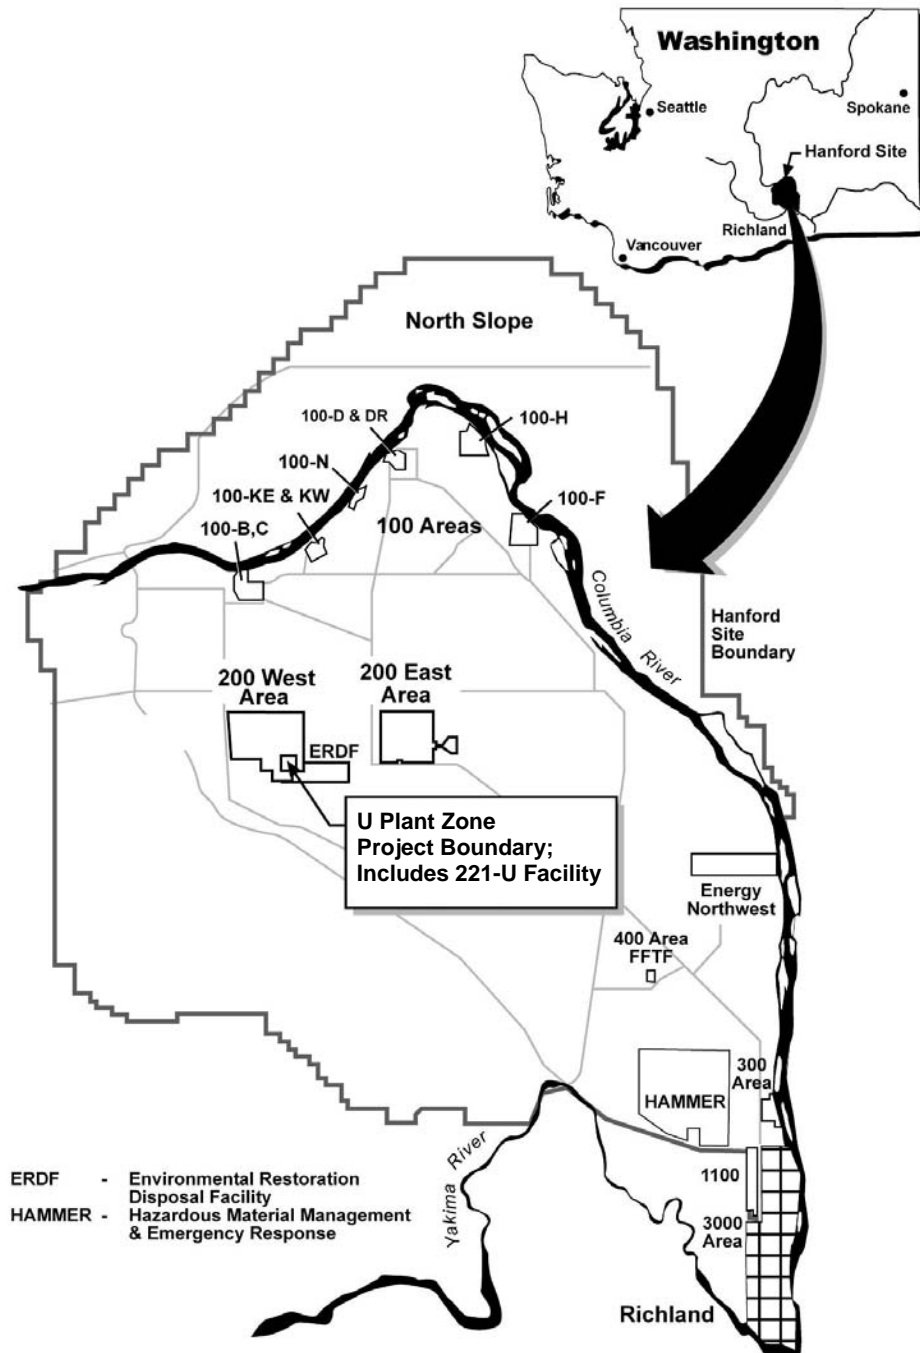 Washington
Seattle
Spokane
Hanford Site
Richland
Vancouver
North Slope
100-D & DR
100-H
100-N
100-KE & KW
100-F
100 Areas
100-B,C
Columbia River
Hanford
Site
Boundary
200 West
Area
200 East
Area
ERDF
U Plant Zone
Project Boundary;
Includes 221-U Facility
Energy
Northwest
400 Area
FFTF
300
Area
HAMMER
Yakima River
1100
3000
Area
Richland
ERDF - Environmental Restoration
Disposal Facility
HAMMER - Hazardous Material Management
& Emergency Response